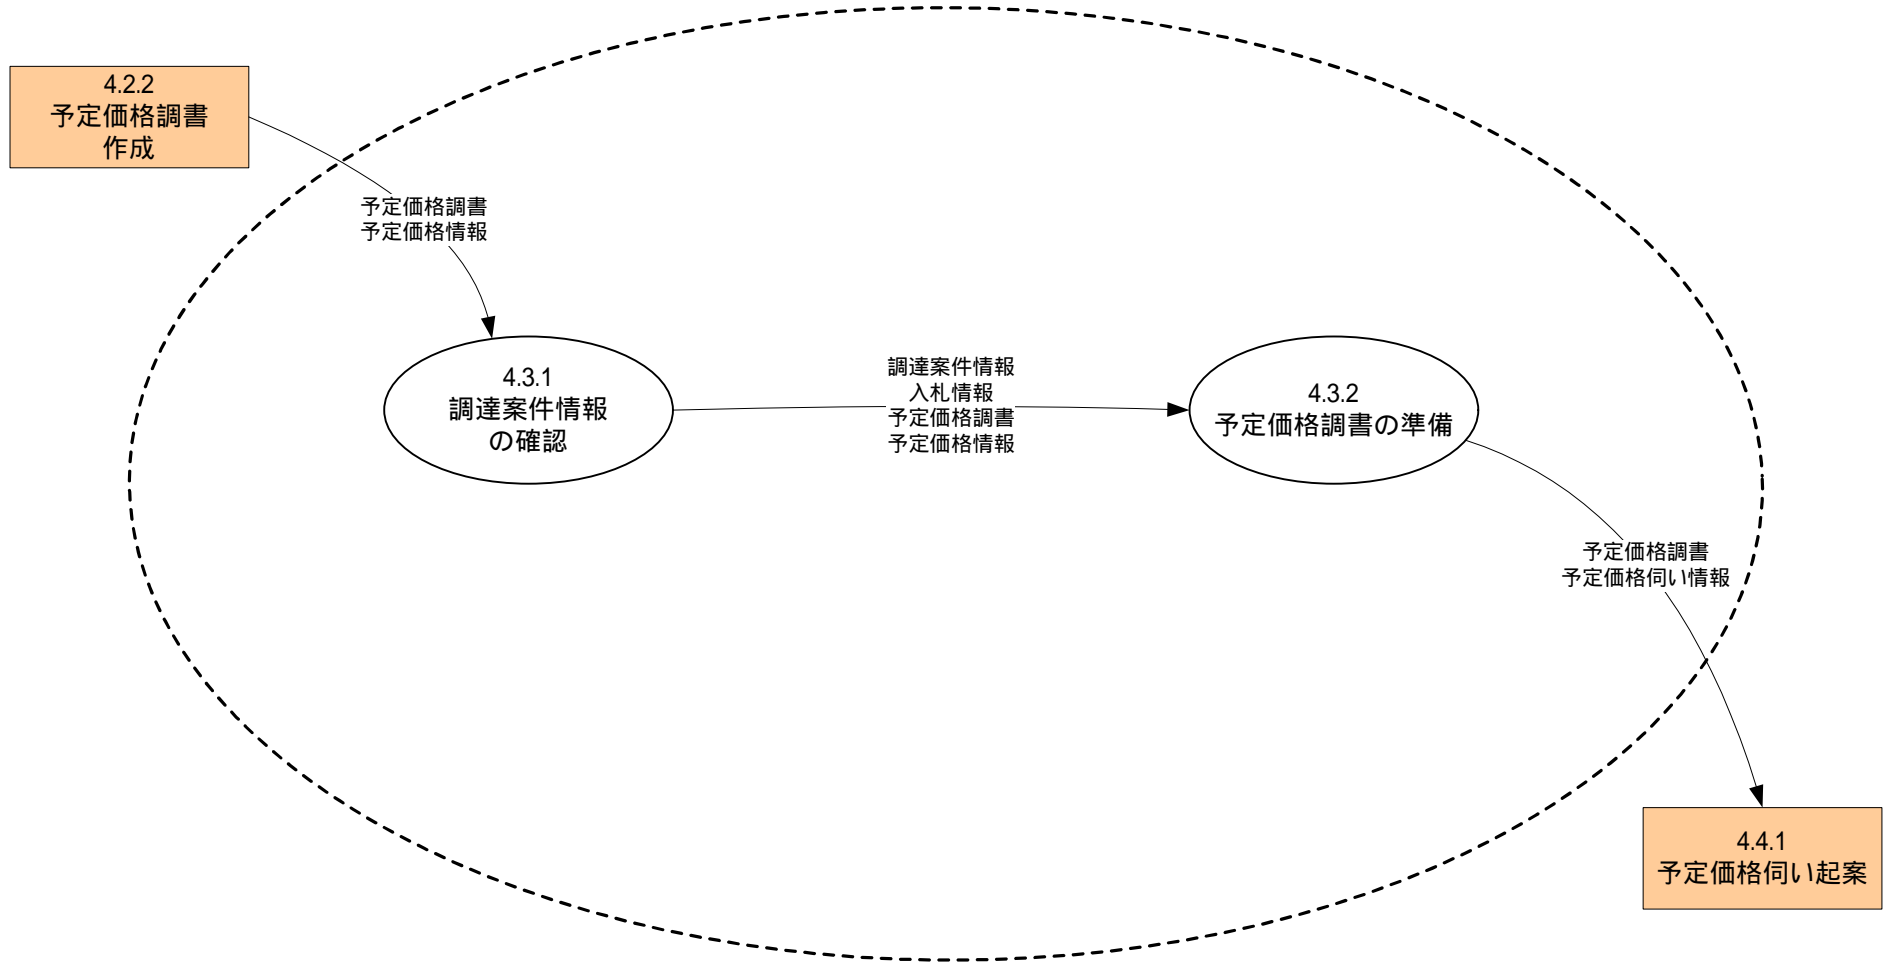 4.2.2
予定価格調書
作成
予定価格調書
予定価格情報
4.3.1
調達案件情報
の確認
調達案件情報
入札情報
予定価格調書
予定価格情報
4.3.2
予定価格調書の準備
予定価格調書
予定価格伺い情報
4.4.1
予定価格伺い起案